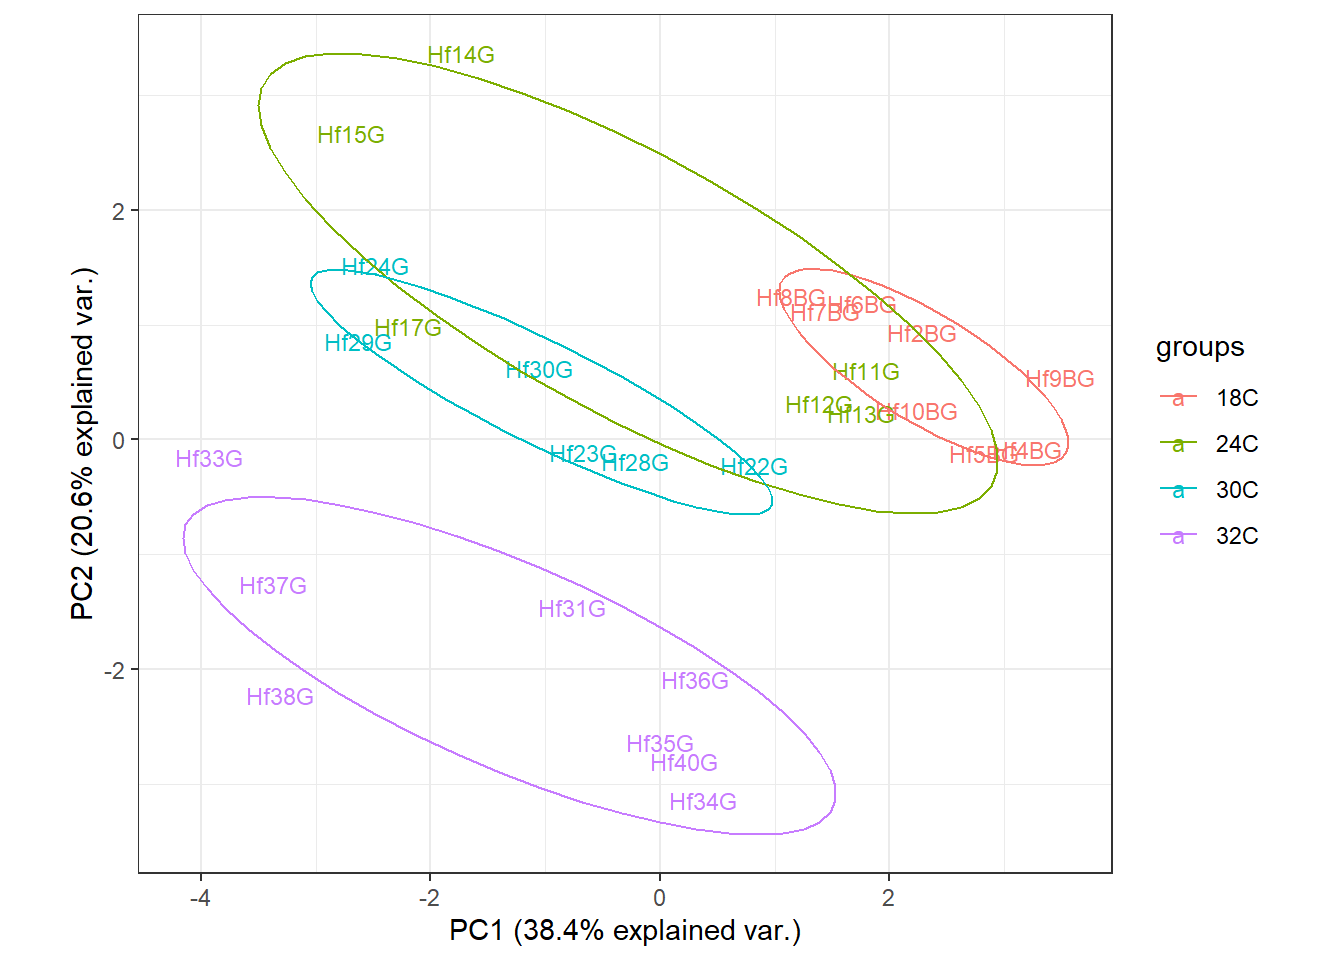 Hf14G
Hf15G
2
Hf24G
Hf8BG
Hf7BG
Hf6BG
Hf17G
Hf2BG
Hf29G
Hf30G
Hf11G
Hf9BG
Hf12G
Hf13G
Hf10BG
0
Hf33G
Hf23G
Hf28G
Hf22G
Hf5BG
Hf4BG
Hf37G
Hf31G
-2
Hf36G
Hf38G
Hf35G
Hf40G
Hf34G
-4 -2 0 2
PC1 (38.4% explained var.)
PC2 (20.6% explained var.)
groups
a 18C
a 24C
a 30C
a 32C